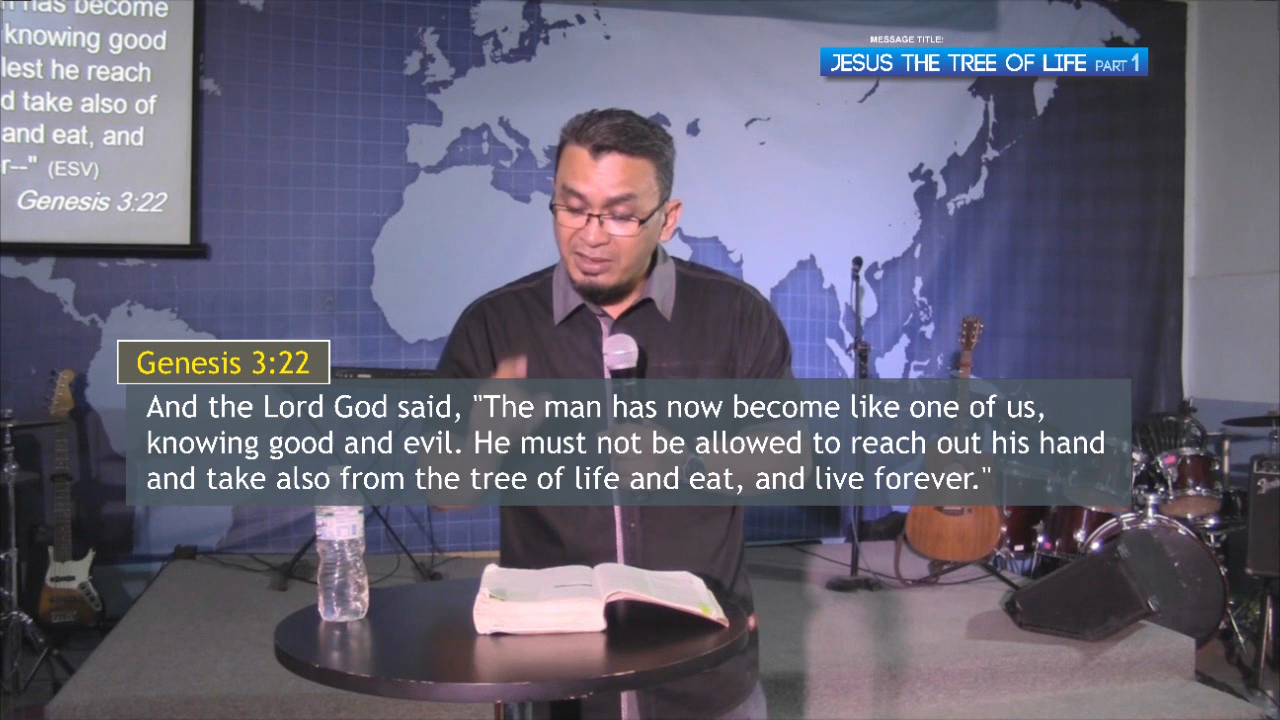 has become
knowing good
lest he reach
d take also of
and eat, and
r--" (ESV)
Genesis 3:22
MESSAGE TITLE:
JESUS THE TREE OF LIFE PART 1
Genesis 3:22
And the Lord God said, "The man has now become like one of us,
knowing good and evil. He must not be allowed to reach out his hand
and take also from the tree of life and eat, and live forever."